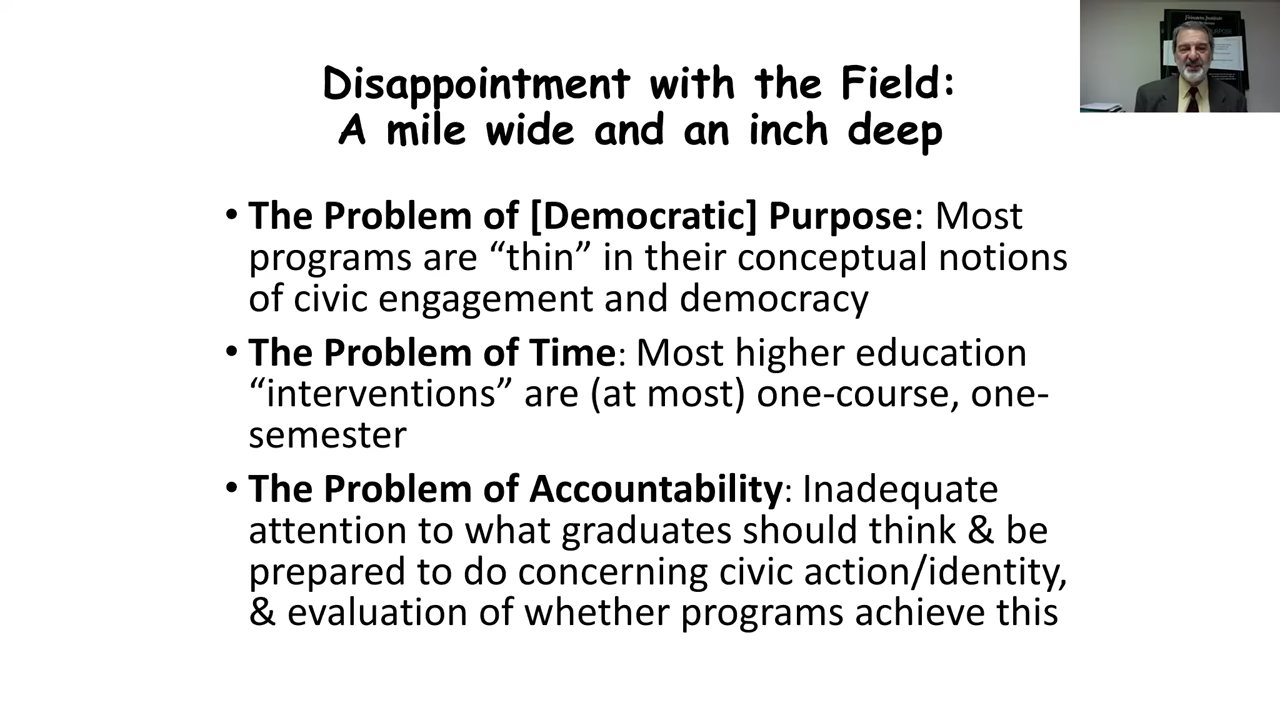 Disappointment with the Field:
A mile wide and an inch deep
• The Problem of [Democratic] Purpose: Most
programs are “thin” in their conceptual notions
of civic engagement and democracy
• The Problem of Time: Most higher education
“interventions” are (at most) one-course, one-
semester
• The Problem of Accountability: Inadequate
attention to what graduates should think & be
prepared to do concerning civic action/identity,
& evaluation of whether programs achieve this